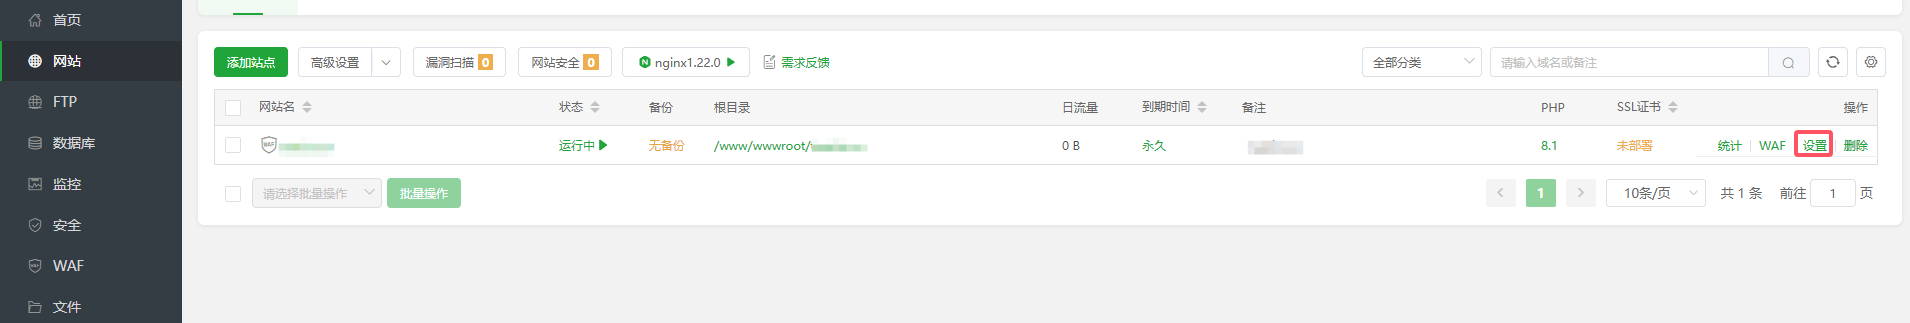 首页
网站
FTP
数据库
监控
安全
WAF
文件
添加站点 高级设置 漏洞扫描 0 网站安全 0 nginx1.22.0 需求反馈 全部分类 请输入域名或备注
网站名 状态 备份 根目录 日流量 到期时间 备注 PHP SSL证书 操作
WAF 运行中 无备份 /www/wwwroot/ 0 B 永久 8.1 未部署 统计 WAF 设置 删除
请选择批量操作 批量操作 1 10条/页 共 1 条 前往 1 页